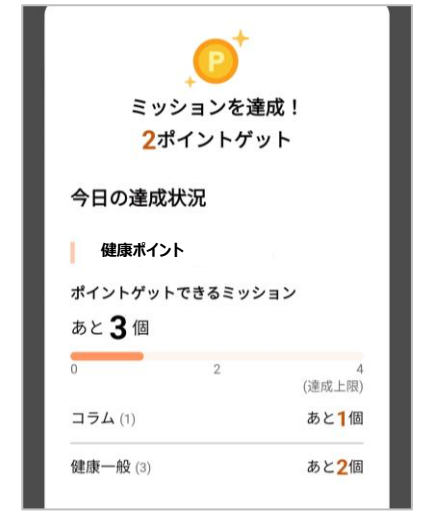 P
ミッションを達成！
2ポイントゲット
今日の達成状況
健康ポイント
ポイントゲットできるミッション
あと 3 個
0 2 4
(達成上限)
コラム (1) あと1個
健康一般 (3) あと2個